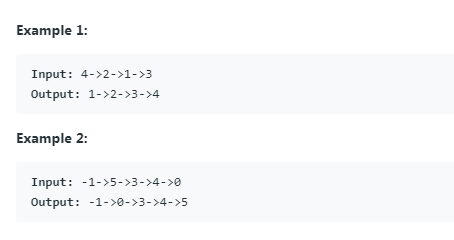 Example 1:
Input: 4->2->1->3
Output: 1->2->3->4
Example 2:
Input: -1->5->3->4->0
Output: -1->0->3->4->5